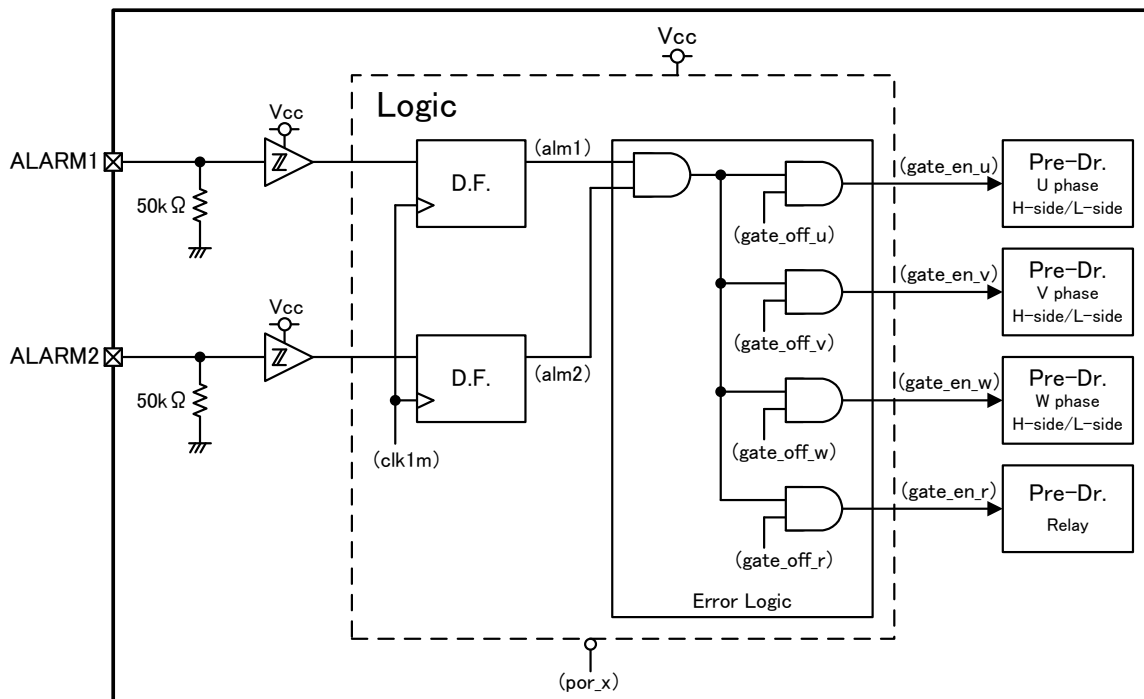 Vcc
Logic
Vcc
ALARM1
50kΩ
D.F.
(alm1)
(gate_off_u)
(gate_en_u)
Pre-Dr.
U phase
H-side/L-side
(gate_off_v)
(gate_en_v)
Pre-Dr.
V phase
H-side/L-side
Vcc
ALARM2
50kΩ
D.F.
(alm2)
(clk1m)
(gate_off_w)
(gate_en_w)
Pre-Dr.
W phase
H-side/L-side
(gate_off_r)
(gate_en_r)
Pre-Dr.
Relay
Error Logic
(por_x)